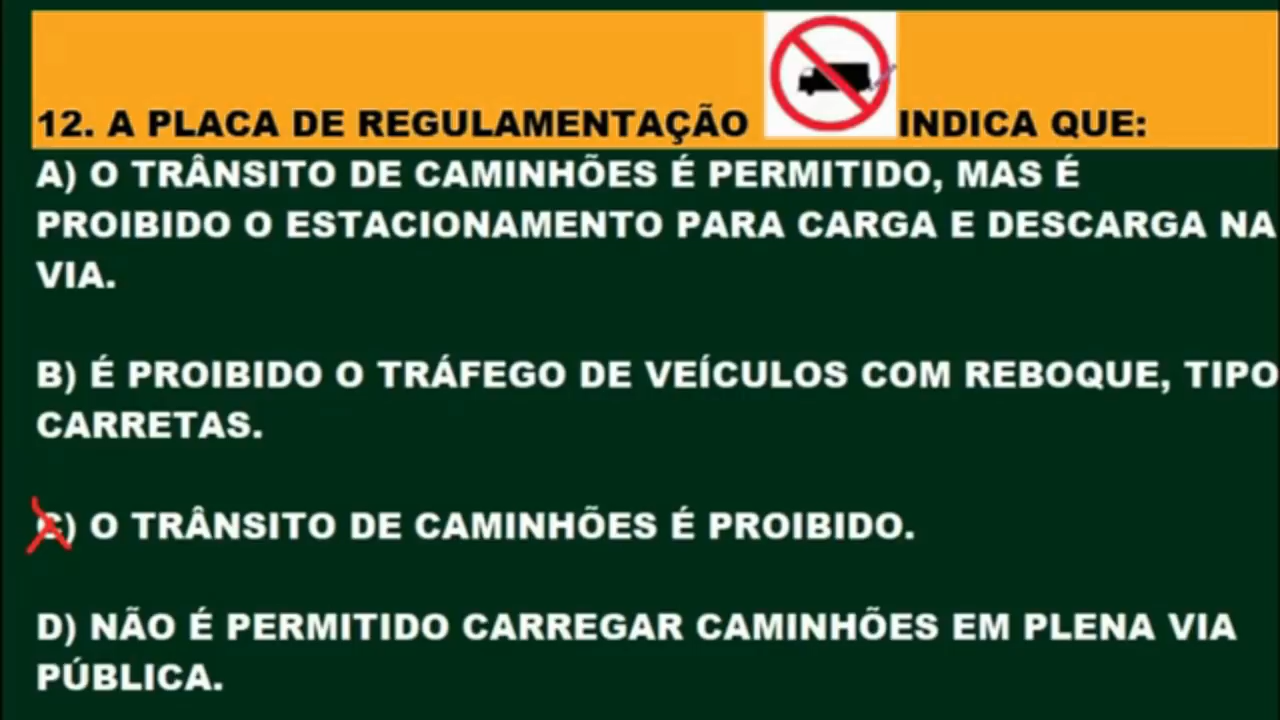 12. A PLACA DE REGULAMENTAÇÃO INDICA QUE:
A) O TRÂNSITO DE CAMINHÕES É PERMITIDO, MAS É
PROIBIDO O ESTACIONAMENTO PARA CARGA E DESCARGA NA
VIA.
B) É PROIBIDO O TRÁFEGO DE VEÍCULOS COM REBOQUE, TIPO
CARRETAS.
C) O TRÂNSITO DE CAMINHÕES É PROIBIDO.
D) NÃO É PERMITIDO CARREGAR CAMINHÕES EM PLENA VIA
PÚBLICA.